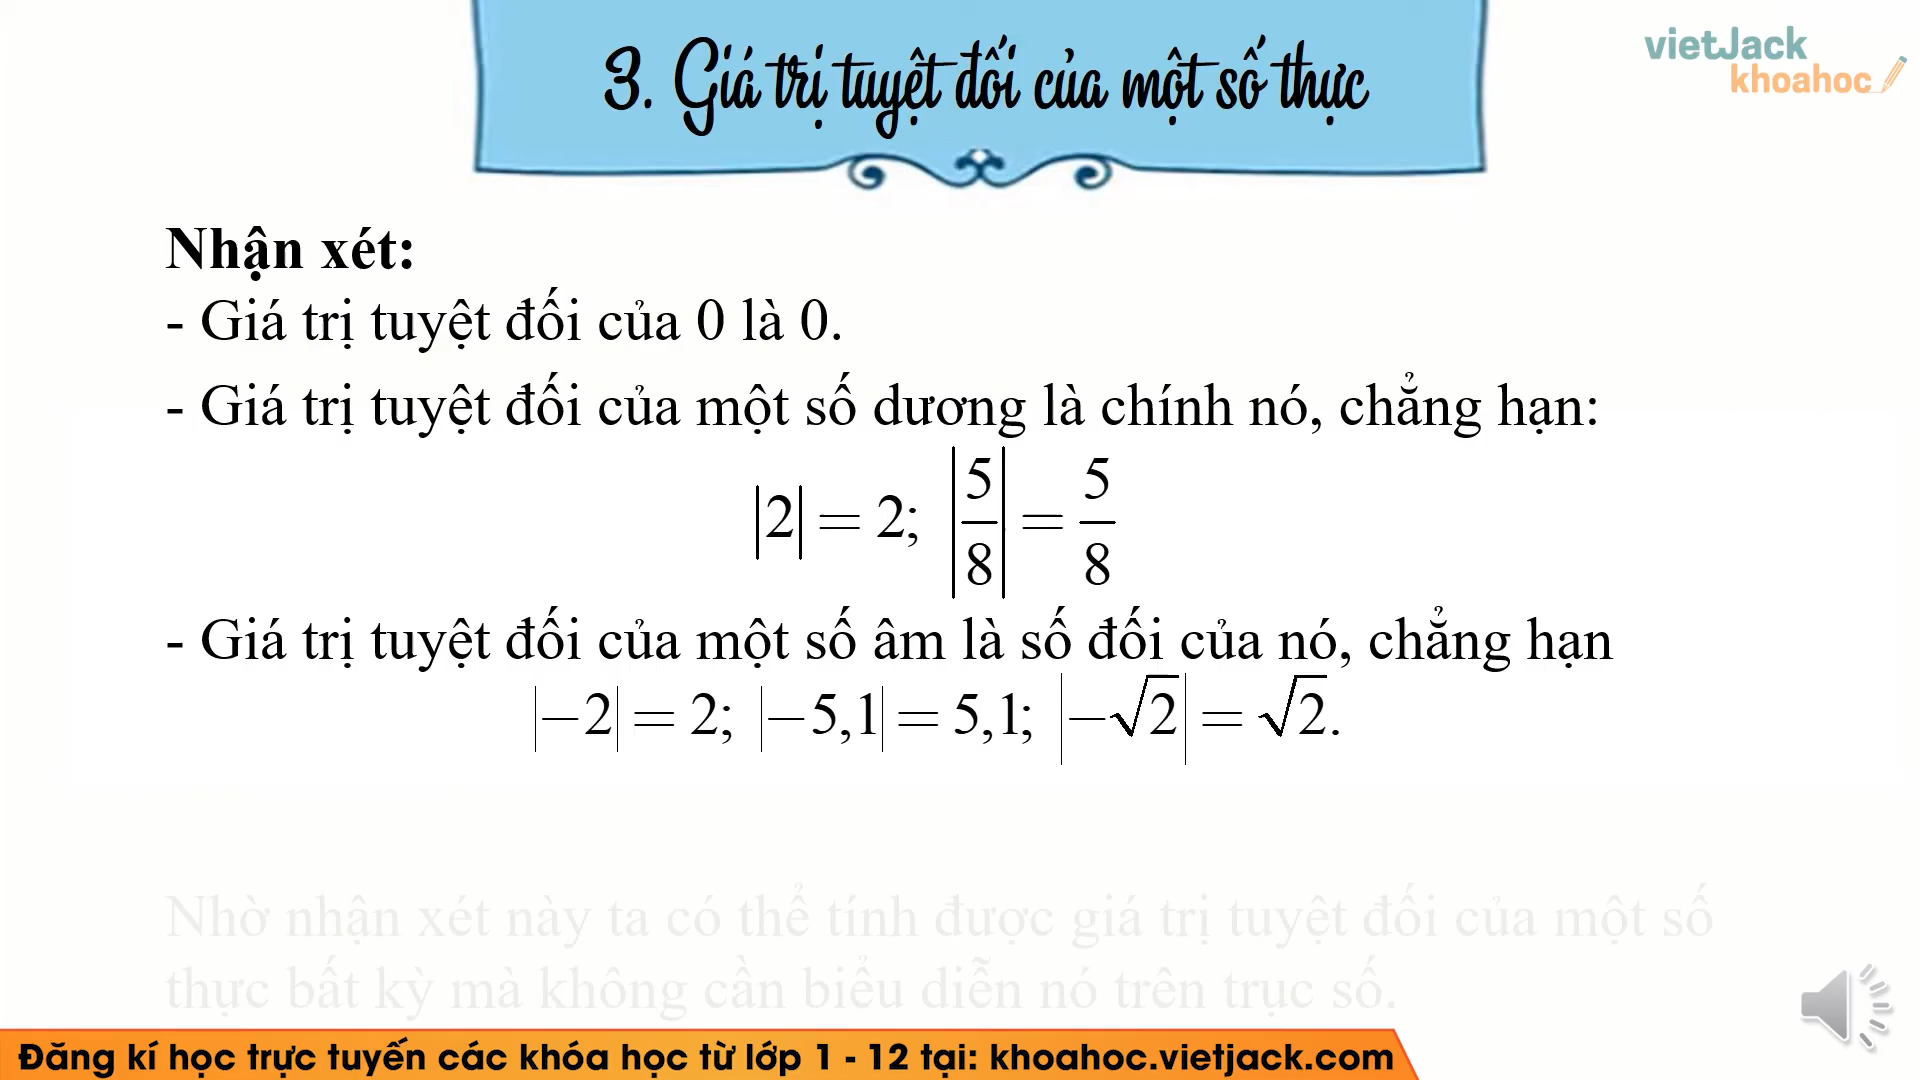 3. Giá trị tuyệt đối của một số thực
vietJack
khoahoc
Nhận xét:
- Giá trị tuyệt đối của 0 là 0.
- Giá trị tuyệt đối của một số dương là chính nó, chẳng hạn:
|2| = 2; |5/8| = 5/8
- Giá trị tuyệt đối của một số âm là số đối của nó, chẳng hạn
|−2| = 2; |−5,1| = 5,1; |−√2| = √2.
Nhờ nhận xét này ta có thể tính được giá trị tuyệt đối của một số
thực bất kỳ mà không cần biểu diễn nó trên trục số.
Đăng kí học trực tuyến các khóa học từ lớp 1 - 12 tại: khoahoc.vietjack.com